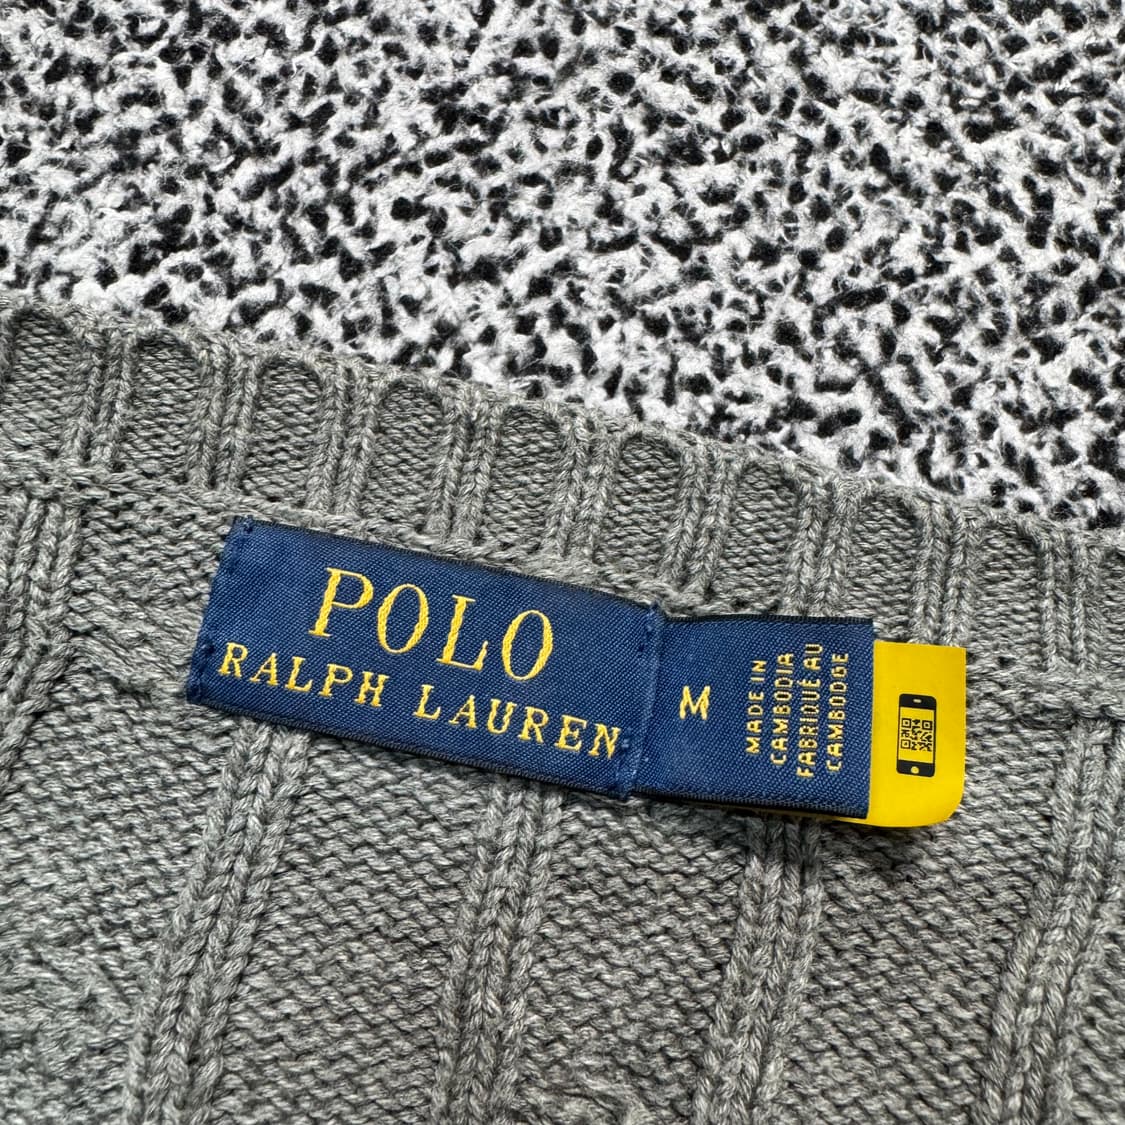 POLO
RALPH LAUREN
M
MADE IN
CAMBODIA
FABRIQUÉ AU
CAMBODGE